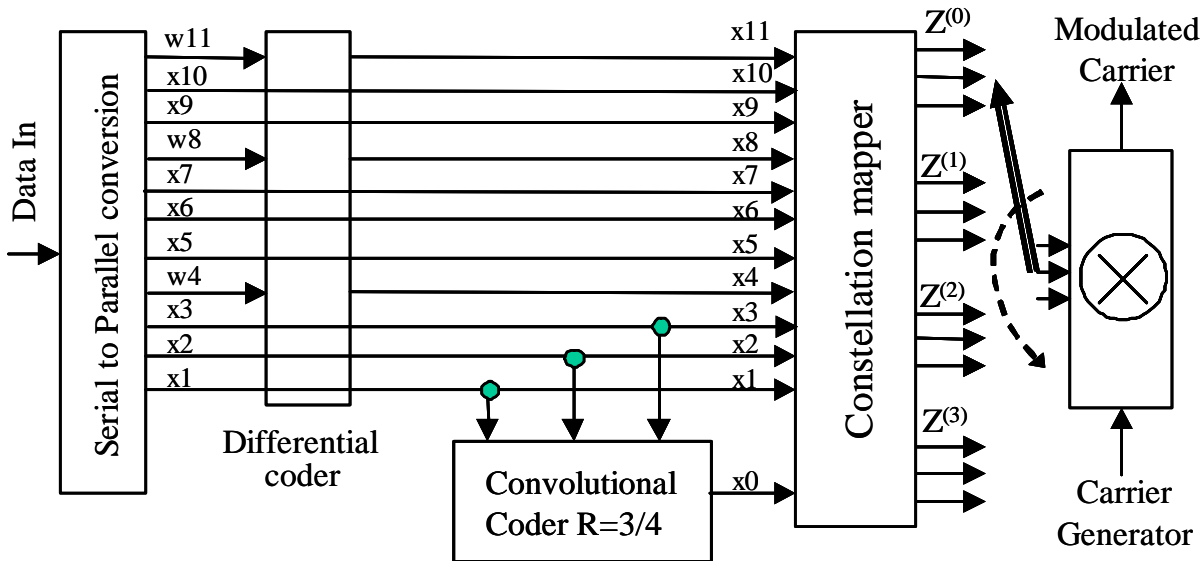 Data In
Serial to Parallel conversion
w11
x10
x9
w8
x7
x6
x5
w4
x3
x2
x1
Differential
coder
Convolutional
Coder R=3/4
x11
x10
x9
x8
x7
x6
x5
x4
x3
x2
x1
x0
Constellation mapper
Z(0)
Z(1)
Z(2)
Z(3)
Modulated
Carrier
Carrier
Generator